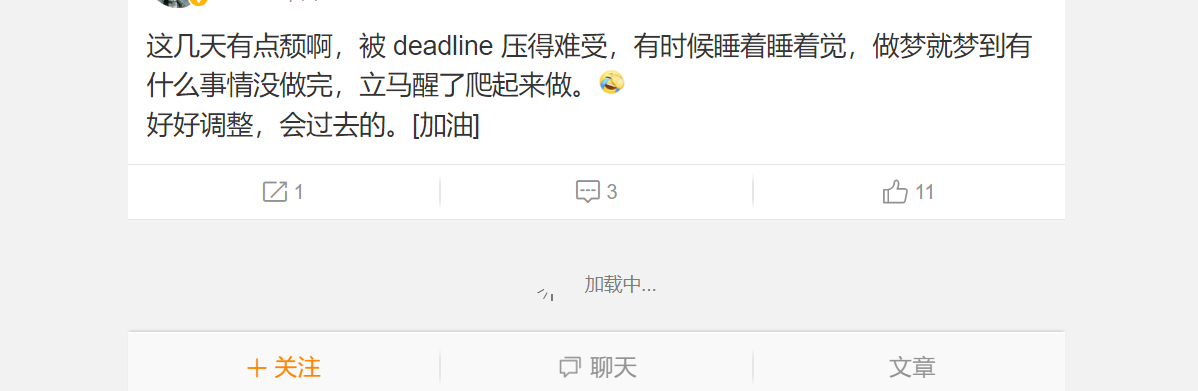 这几天有点颓啊，被 deadline 压得难受，有时候睡着睡着觉，做梦就梦到有
什么事情没做完，立马醒了爬起来做。🤣
好好调整，会过去的。[加油]
1
3
11
加载中...
关注
聊天
文章